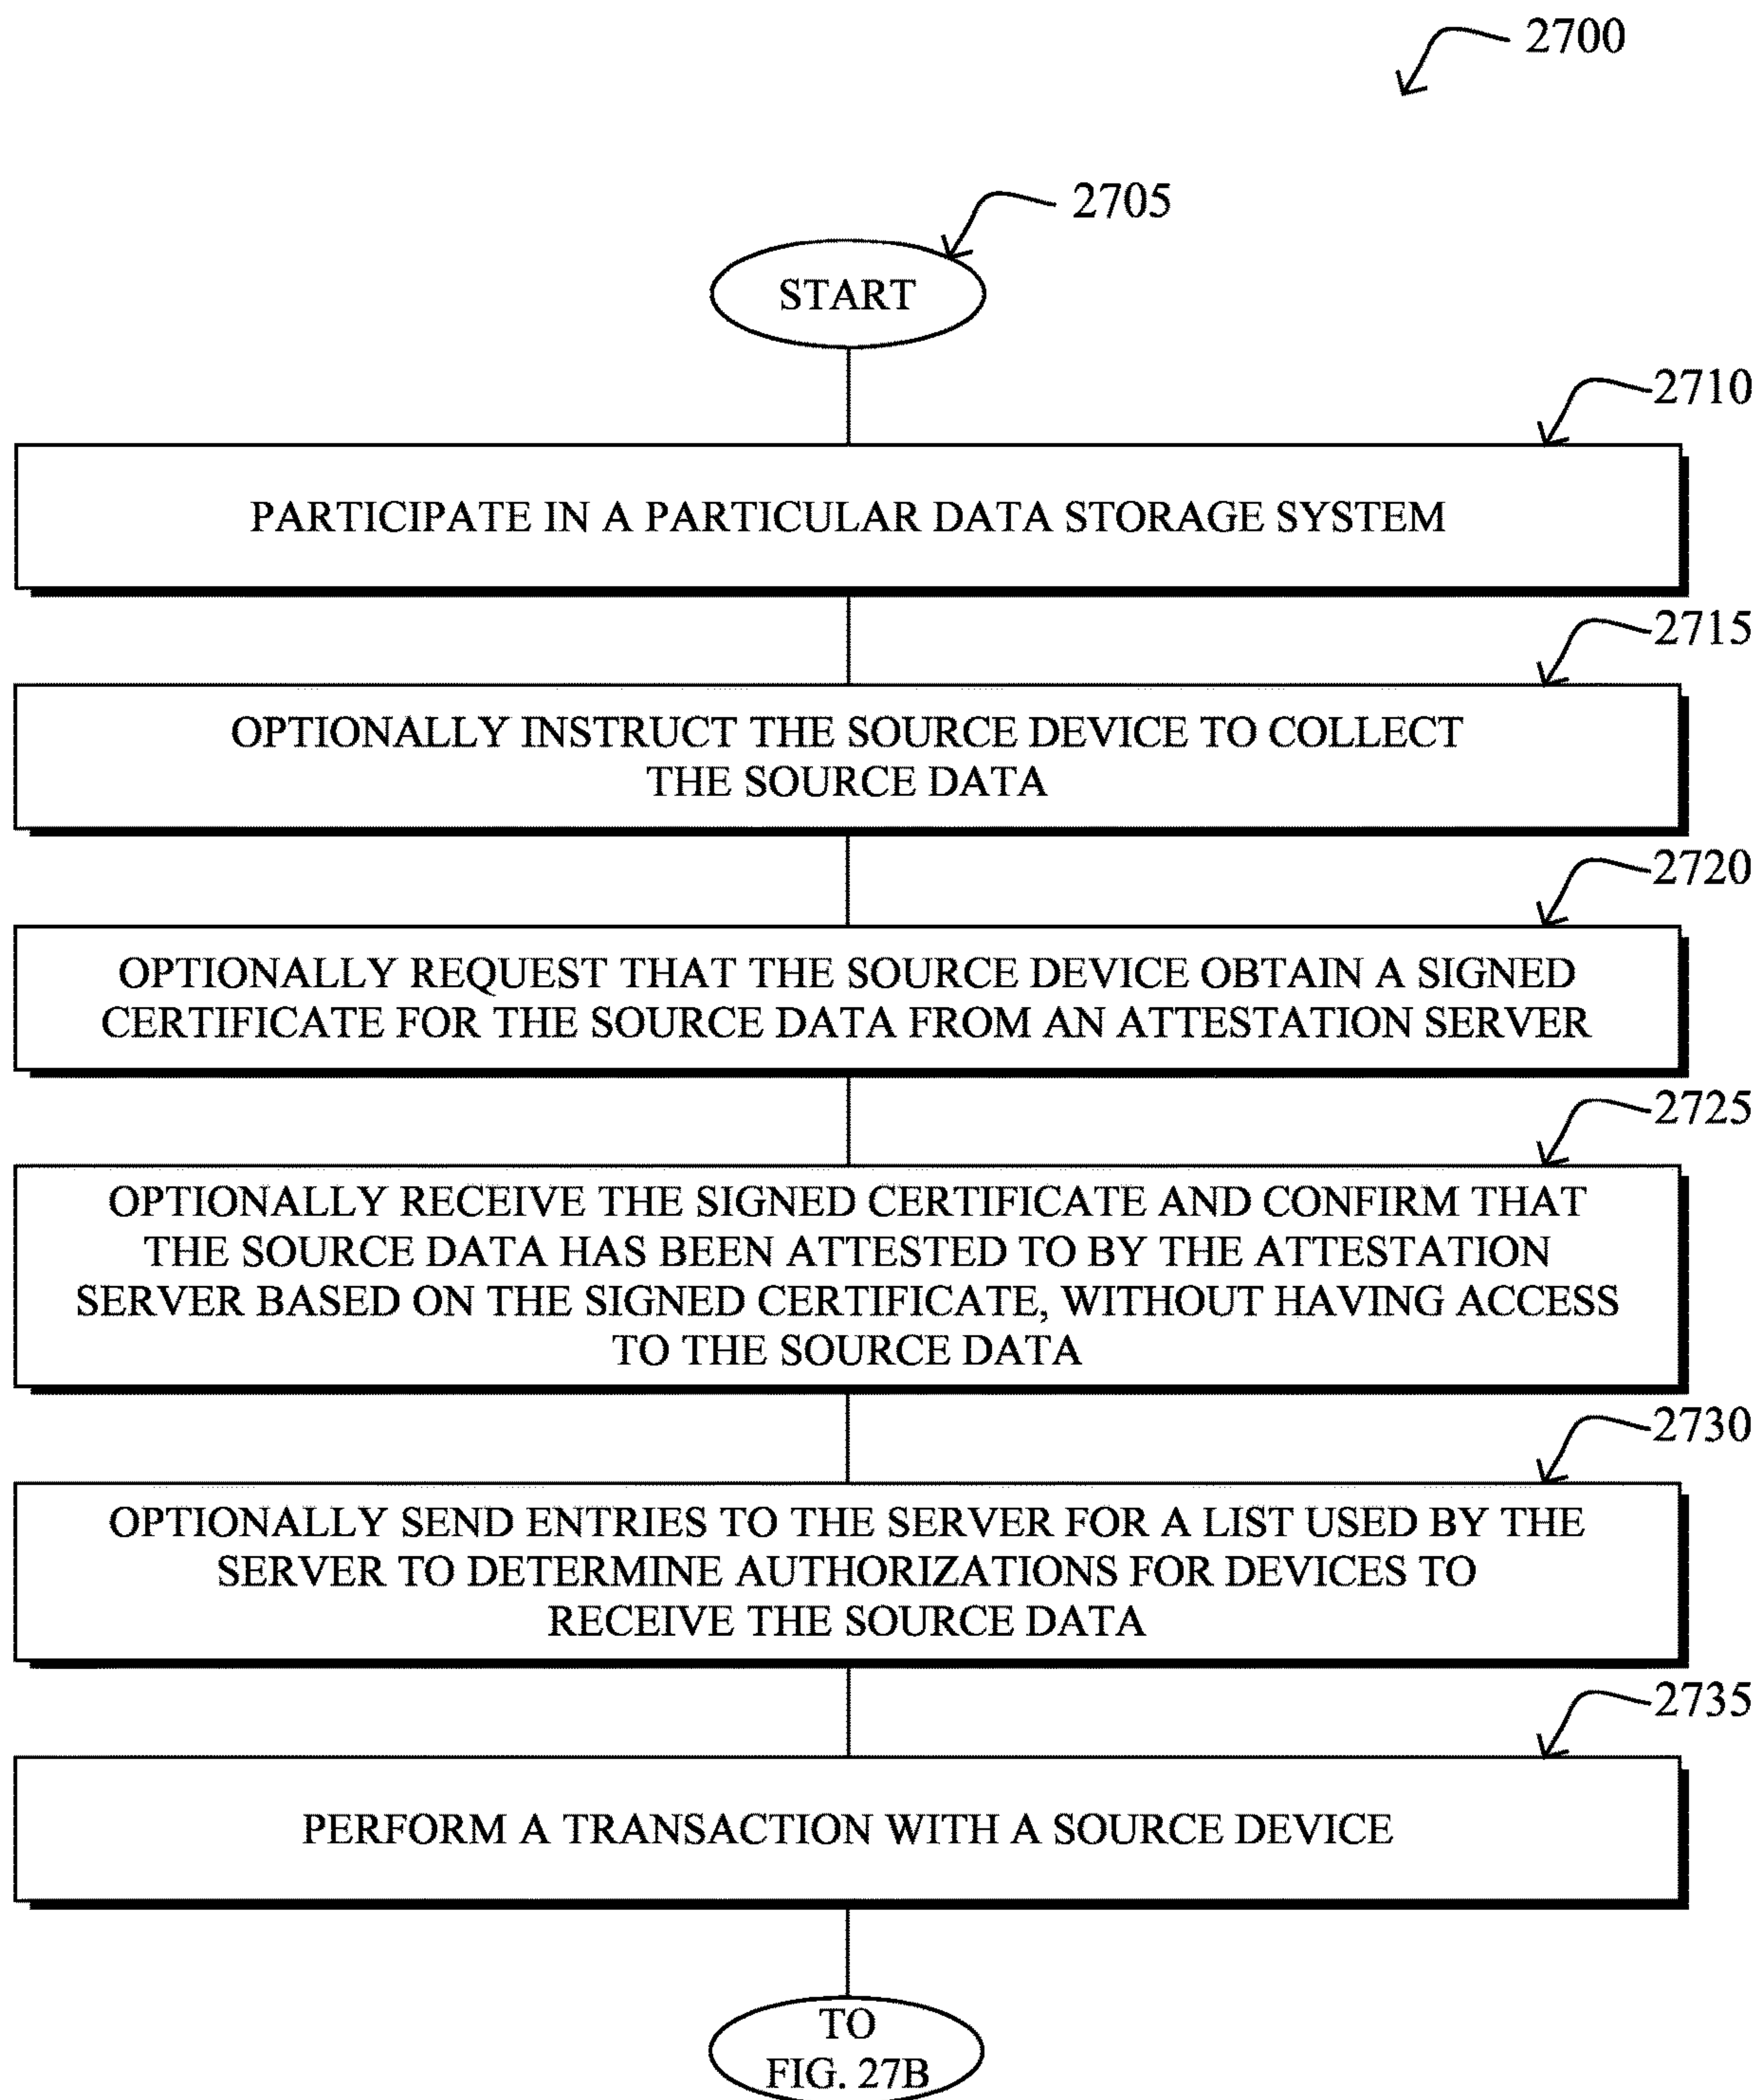 2700
2705
START
2710
PARTICIPATE IN A PARTICULAR DATA STORAGE SYSTEM
2715
OPTIONALLY INSTRUCT THE SOURCE DEVICE TO COLLECT
THE SOURCE DATA
2720
OPTIONALLY REQUEST THAT THE SOURCE DEVICE OBTAIN A SIGNED
CERTIFICATE FOR THE SOURCE DATA FROM AN ATTESTATION SERVER
2725
OPTIONALLY RECEIVE THE SIGNED CERTIFICATE AND CONFIRM THAT
THE SOURCE DATA HAS BEEN ATTESTED TO BY THE ATTESTATION
SERVER BASED ON THE SIGNED CERTIFICATE, WITHOUT HAVING ACCESS
TO THE SOURCE DATA
2730
OPTIONALLY SEND ENTRIES TO THE SERVER FOR A LIST USED BY THE
SERVER TO DETERMINE AUTHORIZATIONS FOR DEVICES TO
RECEIVE THE SOURCE DATA
2735
PERFORM A TRANSACTION WITH A SOURCE DEVICE
TO
FIG. 27B